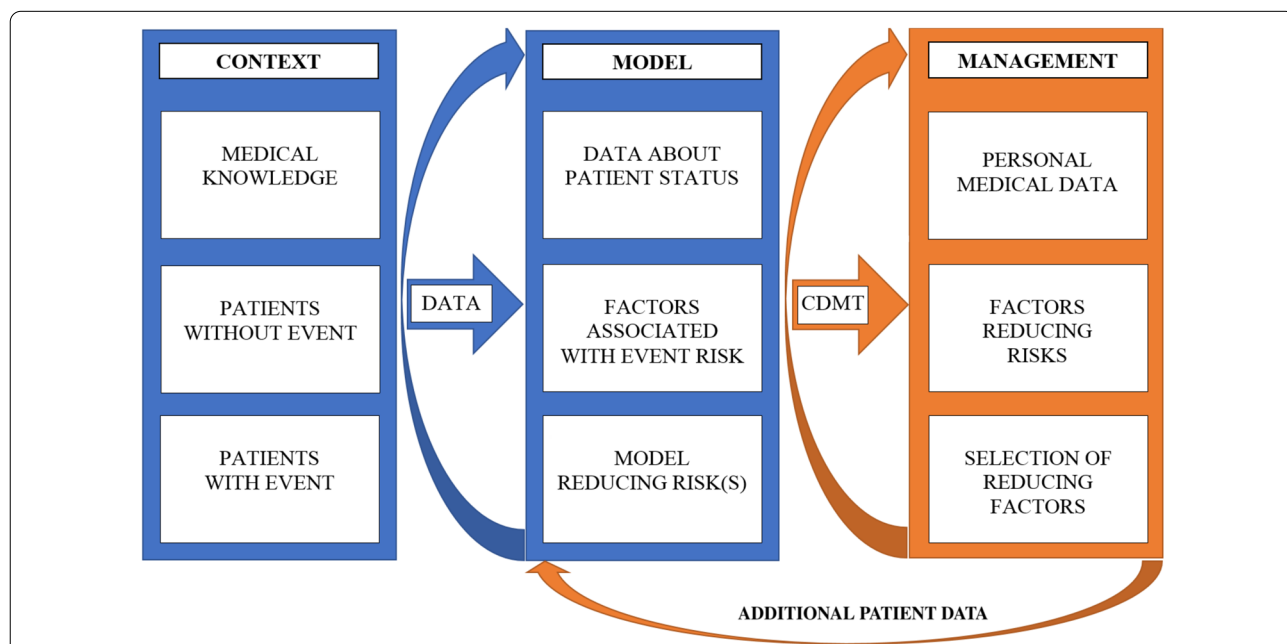 CONTEXT
MEDICAL
KNOWLEDGE
PATIENTS
WITHOUT EVENT
PATIENTS
WITH EVENT
DATA
MODEL
DATA ABOUT
PATIENT STATUS
FACTORS
ASSOCIATED
WITH EVENT RISK
MODEL
REDUCING RISK(S)
CDMT
MANAGEMENT
PERSONAL
MEDICAL DATA
FACTORS
REDUCING
RISKS
SELECTION OF
REDUCING
FACTORS
ADDITIONAL PATIENT DATA